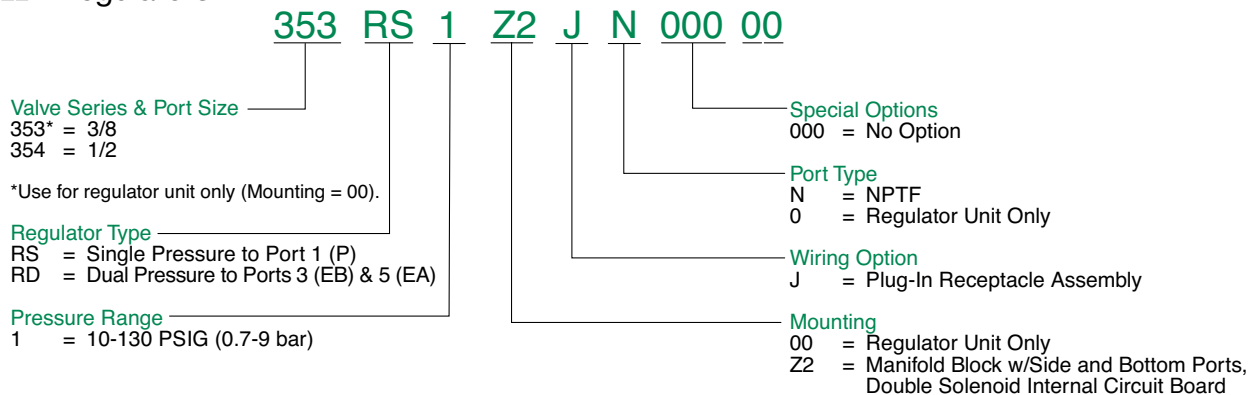 353 RS 1 Z2 J N 000 00
Valve Series & Port Size
353* = 3/8
354 = 1/2
*Use for regulator unit only (Mounting = 00).
Regulator Type
RS = Single Pressure to Port 1 (P)
RD = Dual Pressure to Ports 3 (EB) & 5 (EA)
Pressure Range
1 = 10-130 PSIG (0.7-9 bar)
Special Options
000 = No Option
Port Type
N = NPTF
0 = Regulator Unit Only
Wiring Option
J = Plug-In Receptacle Assembly
Mounting
00 = Regulator Unit Only
Z2 = Manifold Block w/Side and Bottom Ports,
Double Solenoid Internal Circuit Board